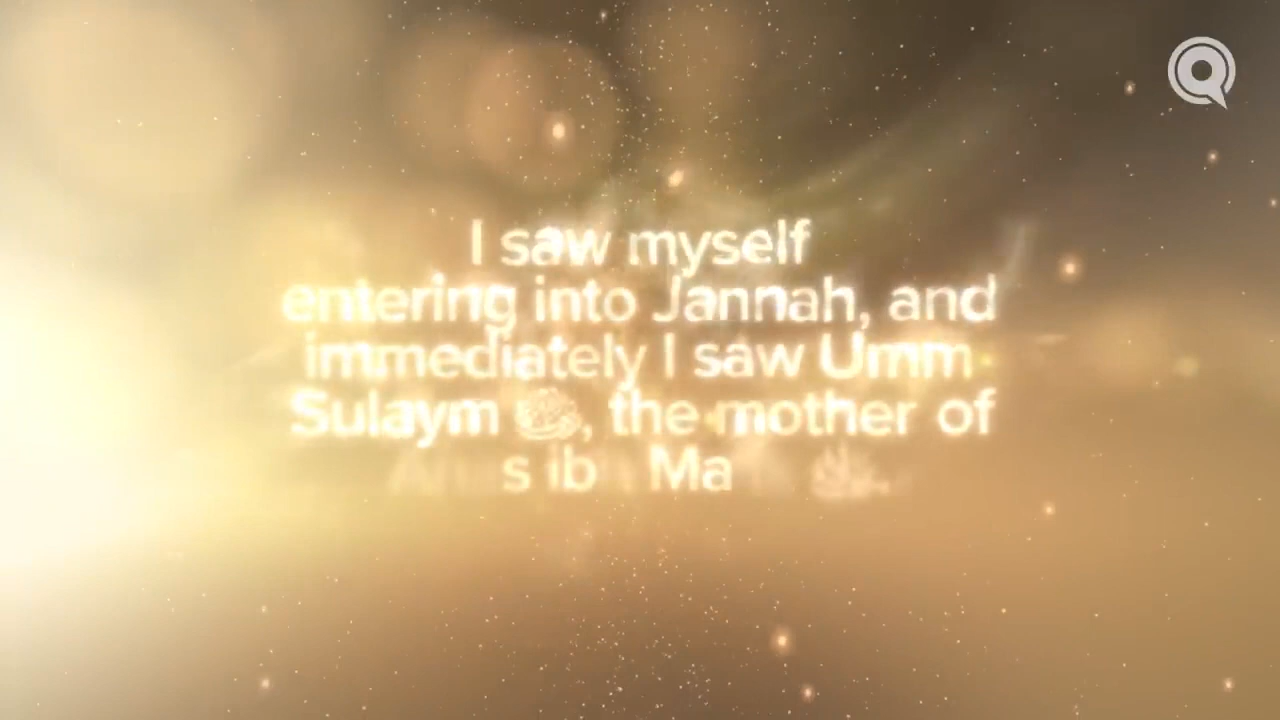 I saw myself
entering into Jannah, and
immediately I saw Umm
Sulaym , the mother of